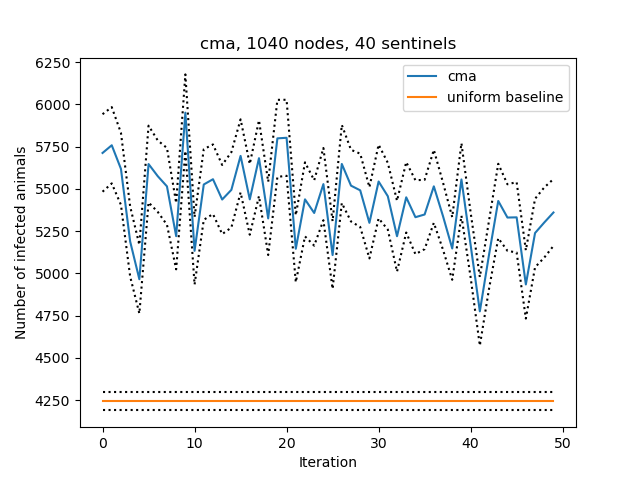 cma, 1040 nodes, 40 sentinels
cma
uniform baseline
Number of infected animals
6250
6000
5750
5500
5250
5000
4750
4500
4250
0 10 20 30 40 50
Iteration